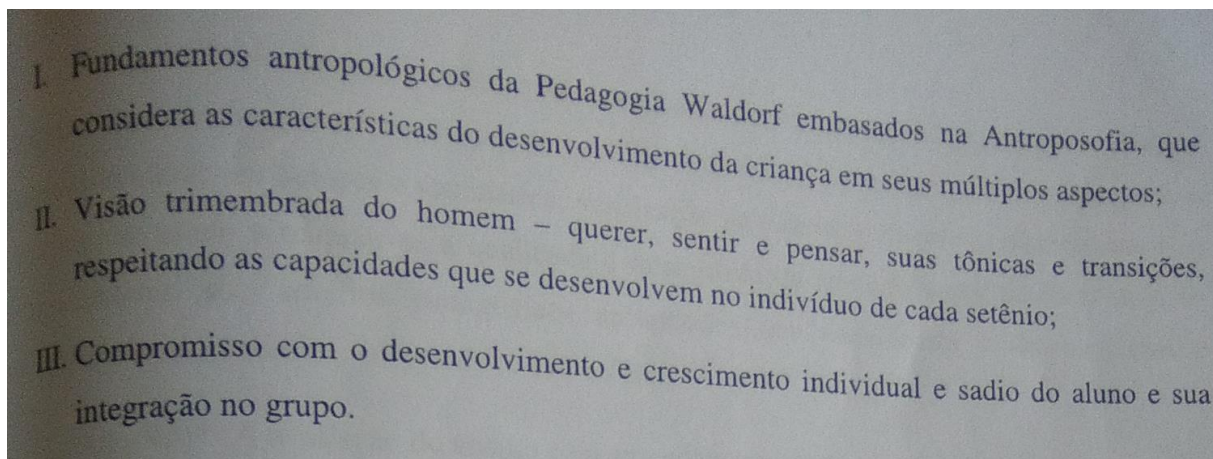 I. Fundamentos antropológicos da Pedagogia Waldorf embasados na Antroposofia, que
considera as características do desenvolvimento da criança em seus múltiplos aspectos;
II. Visão trimembrada do homem – querer, sentir e pensar, suas tônicas e transições,
respeitando as capacidades que se desenvolvem no indivíduo de cada setênio;
III. Compromisso com o desenvolvimento e crescimento individual e sadio do aluno e sua
integração no grupo.